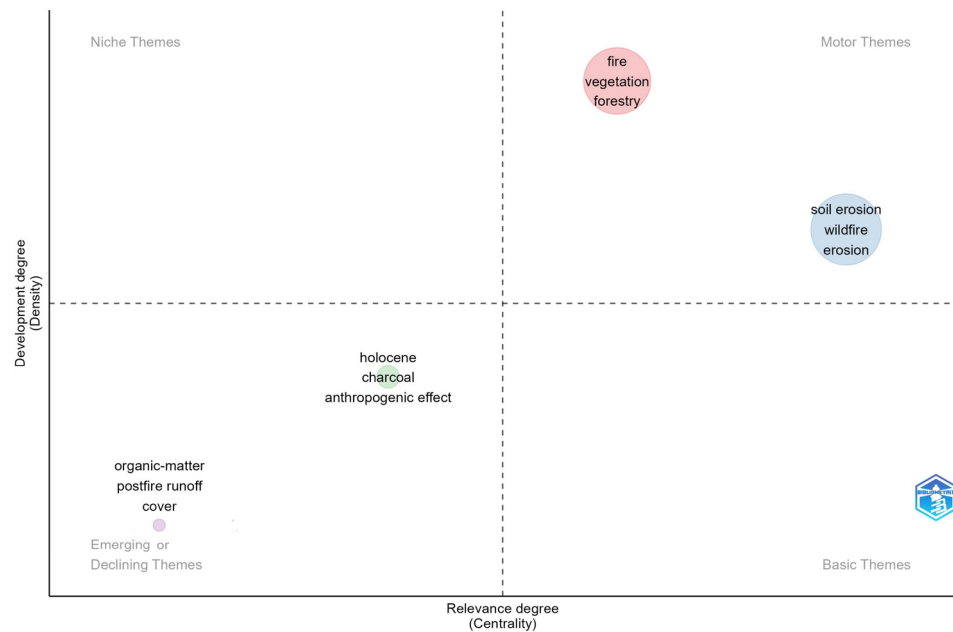 Niche Themes
Motor Themes
fire
vegetation
forestry
soil erosion
wildfire
erosion
Development degree
(Density)
holocene
charcoal
anthropogenic effect
organic-matter
postfire runoff
cover
Emerging or
Declining Themes
Basic Themes
Relevance degree
(Centrality)